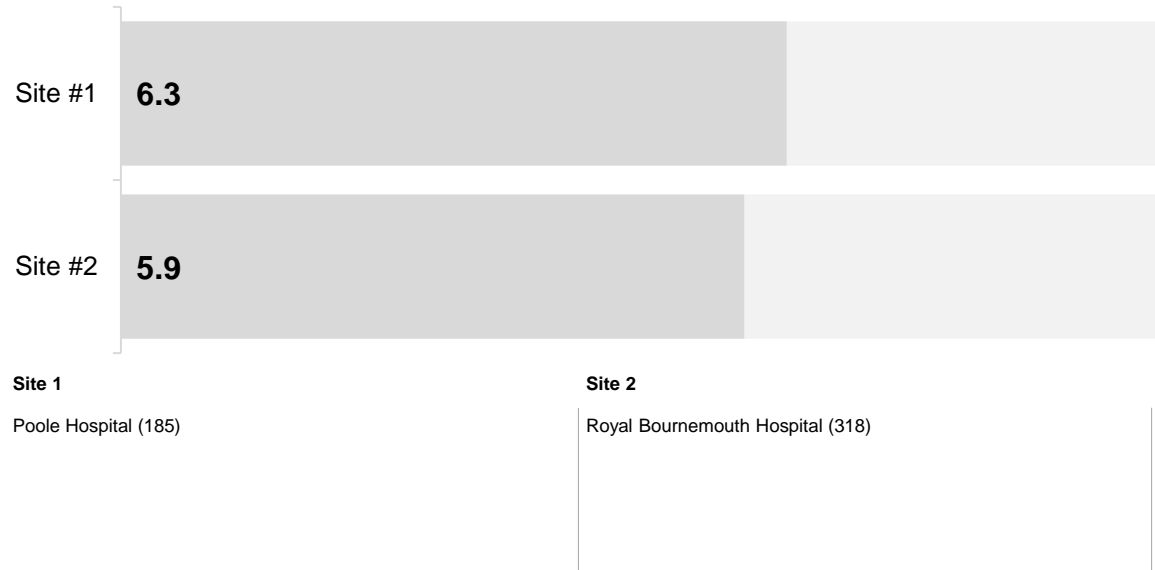 Site #1 6.3
Site #2 5.9
Site 1
Poole Hospital (185)
Site 2
Royal Bournemouth Hospital (318)